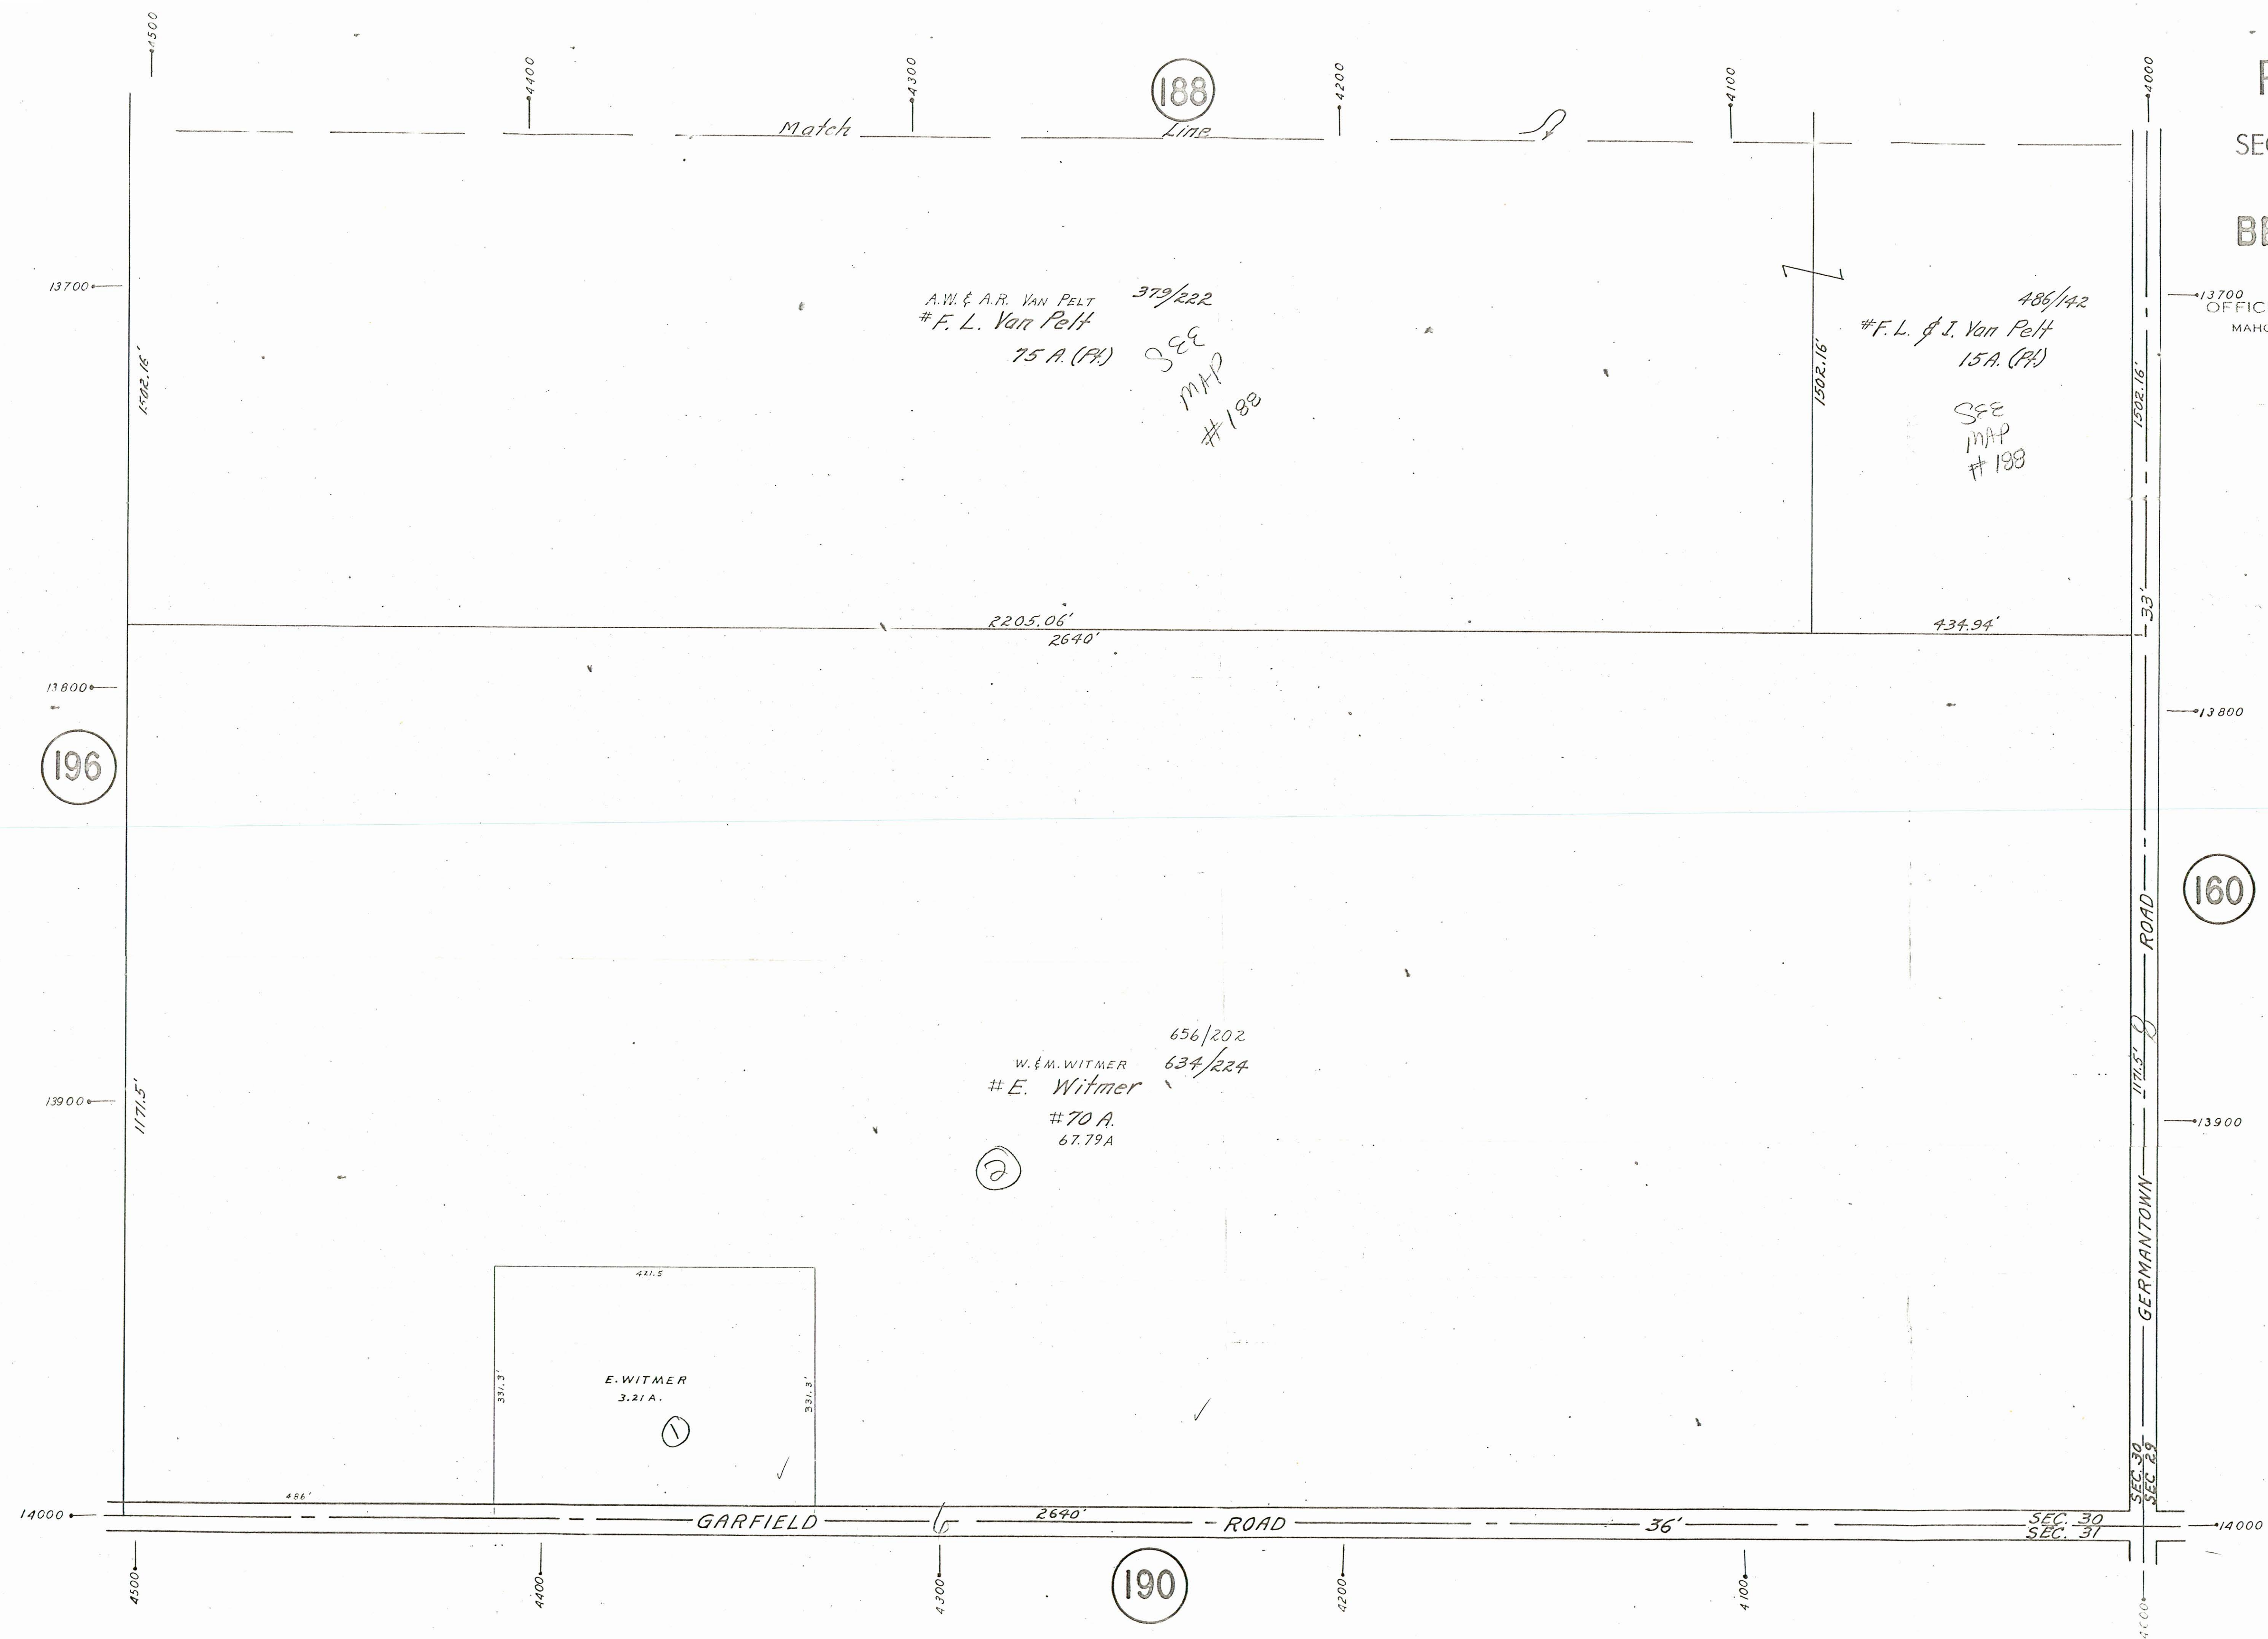 4500
4400
4300
188
4200
4100
4000
Match Line
SEC
13700
13700
OFFIC
MAHO
A.W. & A.R. VAN PELT 379/222
#F. L. Van Pelt
75 A. (Pt.)
SEE
MAP
#188
486/142
#F. L. & I. Van Pelt
15 A. (Pt)
SEE
MAP
#188
1502.16'
1502.16'
1502.16'
33'
2205.06'
2640'
434.94'
13800
13800
196
160
ROAD
656/202
W. & M. WITMER 634/224
#E. Witmer
#70 A.
67.79 A
2
13900
13900
1171.5'
1171.5'
GERMANTOWN
421.5
331.3'
331.3'
E. WITMER
3.21 A.
1
SEC. 30
SEC 29
486'
14000
GARFIELD 2640' ROAD 36'
SEC. 30
SEC. 31
14000
4500
4400
4300
190
4200
4100
4000